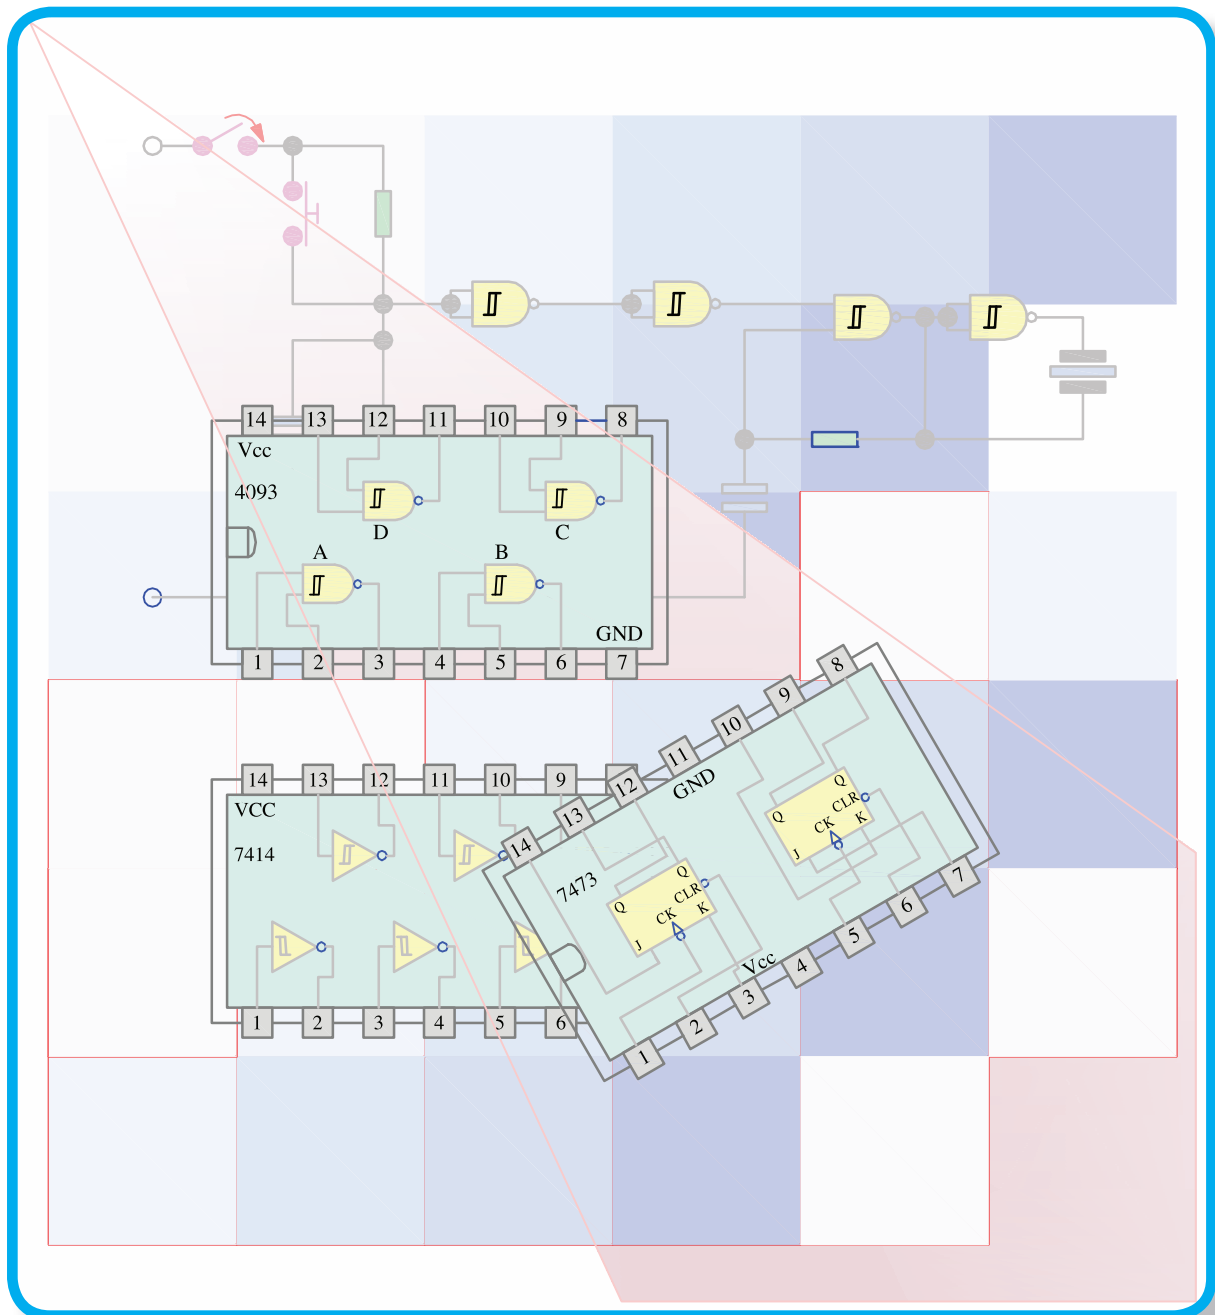 14 13 12 11 10 9 8
Vcc
4093
D C
A B
GND
1 2 3 4 5 6 7
14 13 12 11 10 9
VCC
7414
1 2 3 4 5 6
14 13 12 11 10 9 8
GND
7473
Q Q CLR CK K J
Q Q CLR CK K J
Vcc
1 2 3 4 5 6 7